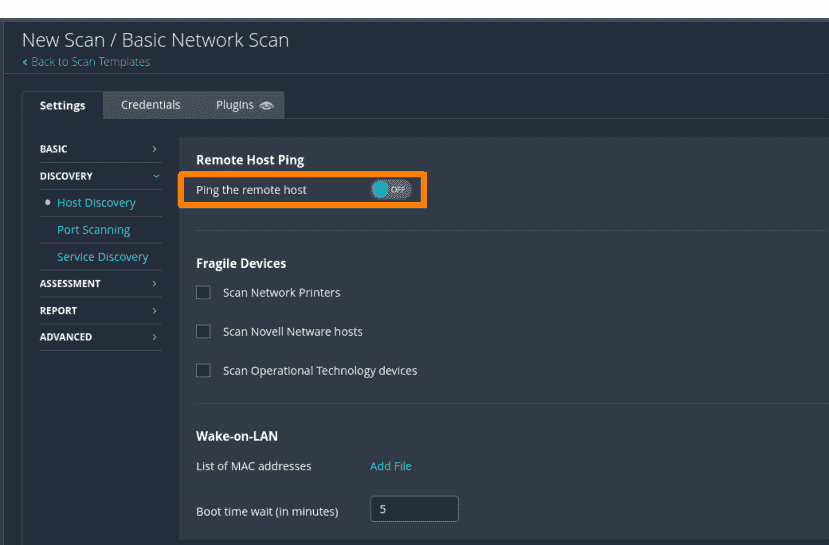 New Scan / Basic Network Scan
‹ Back to Scan Templates
Settings Credentials Plugins
BASIC
DISCOVERY
Host Discovery
Port Scanning
Service Discovery
ASSESSMENT
REPORT
ADVANCED
Remote Host Ping
Ping the remote host OFF
Fragile Devices
Scan Network Printers
Scan Novell Netware hosts
Scan Operational Technology devices
Wake-on-LAN
List of MAC addresses Add File
Boot time wait (in minutes) 5